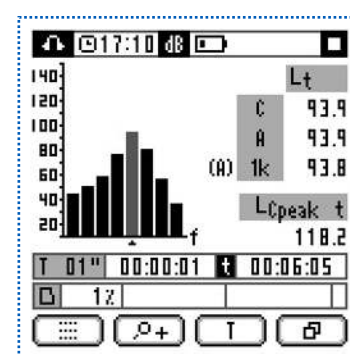 17:10 dB
140
120
100
80
60
40
20
f
Lt
C 93.9
A 93.9
(A) 1k 93.8
LCpeak t
118.2
T 01" 00:00:01 t 00:06:05
1%
+ T